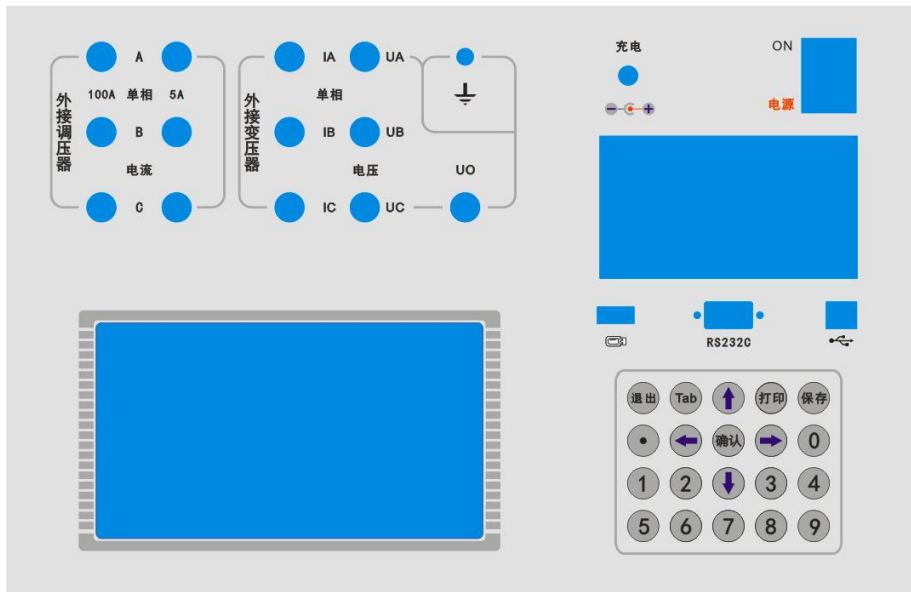 外接调压器
A
100A 单相 5A
B
电流
C
外接变压器
IA UA
单相
IB UB
电压 UO
IC UC
充电
ON
电源
RS232C
退出 Tab 打印 保存
• 确认 0
1 2 3 4
5 6 7 8 9